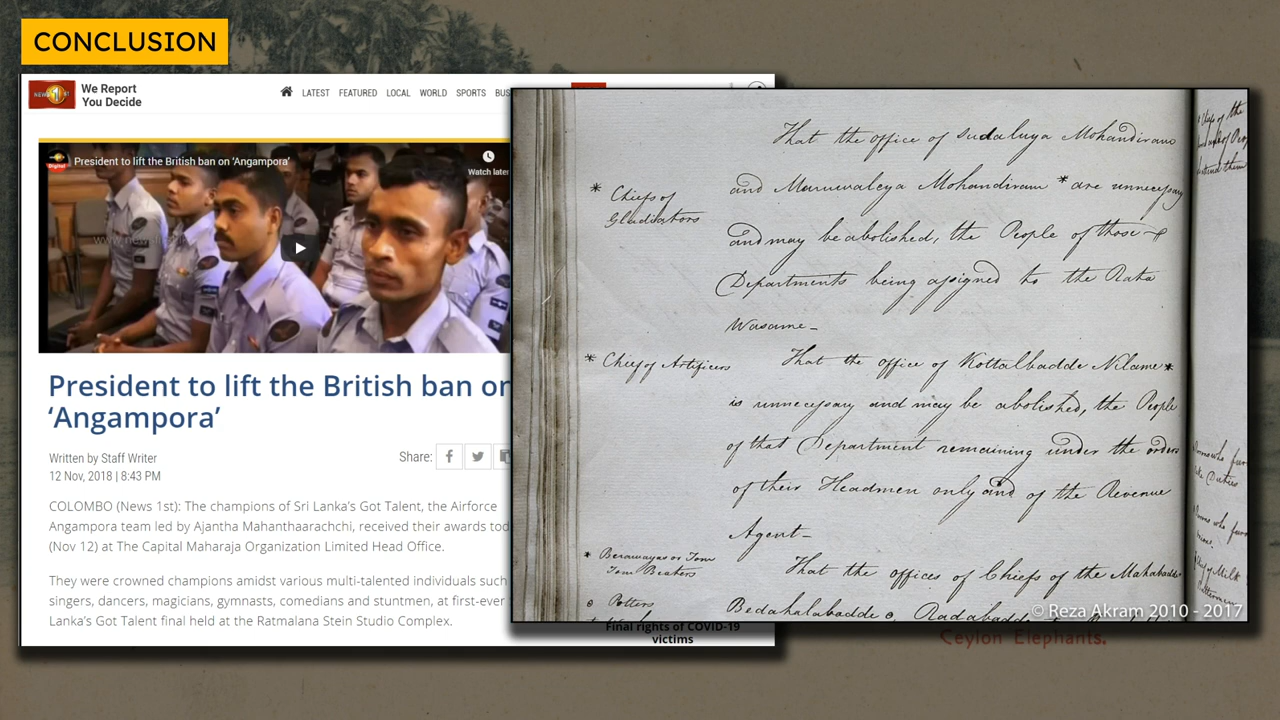 CONCLUSION
NEWS 1st
We Report
You Decide
LATEST FEATURED LOCAL WORLD SPORTS BUS
Digital
President to lift the British ban on 'Angampora'
Watch later
President to lift the British ban on
'Angampora'
Written by Staff Writer
12 Nov, 2018 | 8:43 PM
Share:
COLOMBO (News 1st): The champions of Sri Lanka's Got Talent, the Airforce
Angampora team led by Ajantha Mahanthaarachchi, received their awards tod
(Nov 12) at The Capital Maharaja Organization Limited Head Office.
They were crowned champions amidst various multi-talented individuals such
singers, dancers, magicians, gymnasts, comedians and stuntmen, at first-ever
Lanka's Got Talent final held at the Ratmalana Stein Studio Complex.
Final rights of COVID-19
victims
That the office of Sudaluya Mohandiram
and Maruwaleya Mohandiram * are unnecessary
* Chiefs of
Gladiators
and may be abolished, the People of those
Departments being assigned to the Rata
Wasame-
* Chief of Artificers
That the office of Kottalbadde Nilame *
is unnecessary and may be abolished, the People
of that Department remaining under the orders
of their Headmen only and of the Revenue
Agent-
* Berawayas or Tom
Tom Beaters
That the offices of Chiefs of the Mahabadde
Potters
Bedahalabadde Radabadde
© Reza Akram 2010 - 2017
Ceylon Elephants.